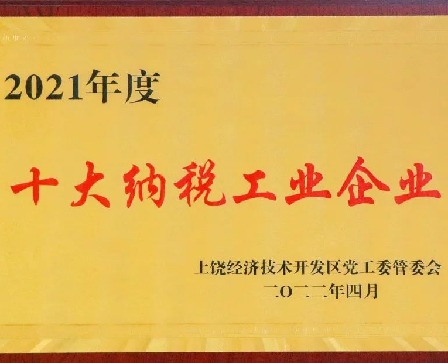 2021年度
十大纳税工业企业
上饶经济技术开发区党工委管委会
二〇二二年四月